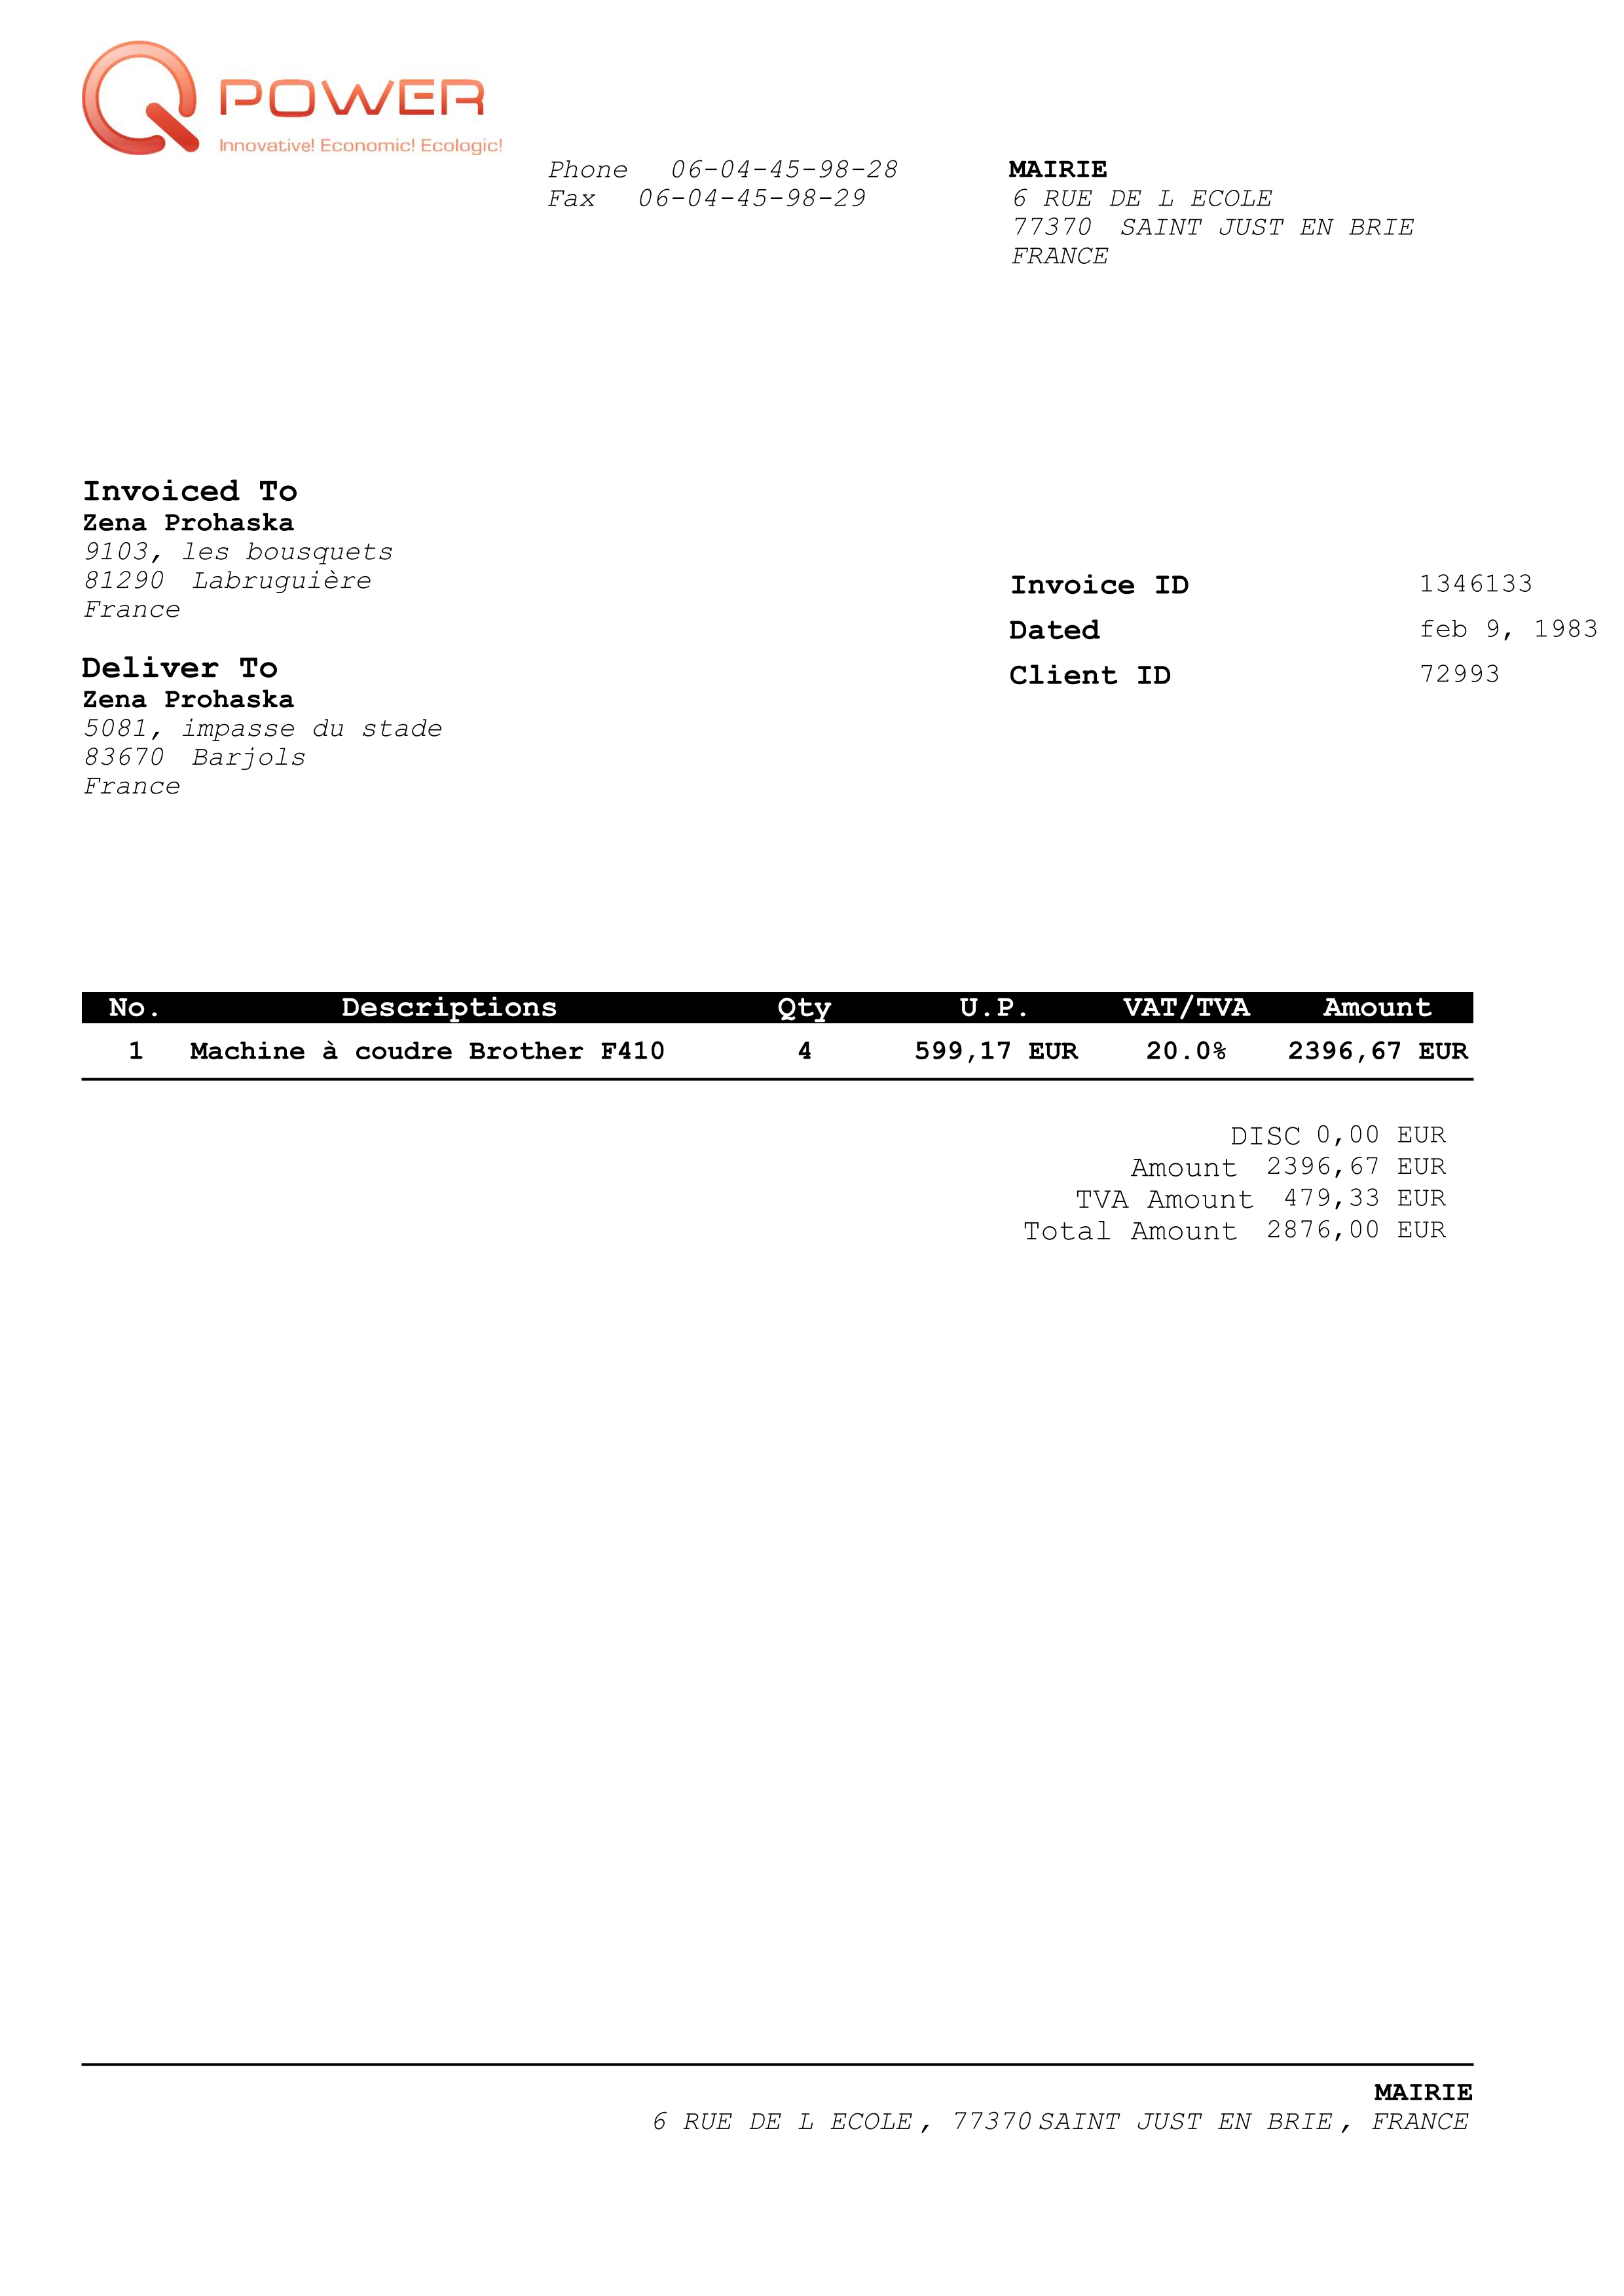 POWER
Innovative! Economic! Ecologic!
Phone 06-04-45-98-28
Fax 06-04-45-98-29
MAIRIE
6 RUE DE L ECOLE
77370 SAINT JUST EN BRIE
FRANCE
Invoiced To
Zena Prohaska
9103, les bousquets
81290 Labruguière
France
Invoice ID 1346133
Dated feb 9, 1983
Client ID 72993
Deliver To
Zena Prohaska
5081, impasse du stade
83670 Barjols
France
No. Descriptions Qty U.P. VAT/TVA Amount
1 Machine à coudre Brother F410 4 599,17 EUR 20.0% 2396,67 EUR
DISC 0,00 EUR
Amount 2396,67 EUR
TVA Amount 479,33 EUR
Total Amount 2876,00 EUR
MAIRIE
6 RUE DE L ECOLE, 77370 SAINT JUST EN BRIE, FRANCE